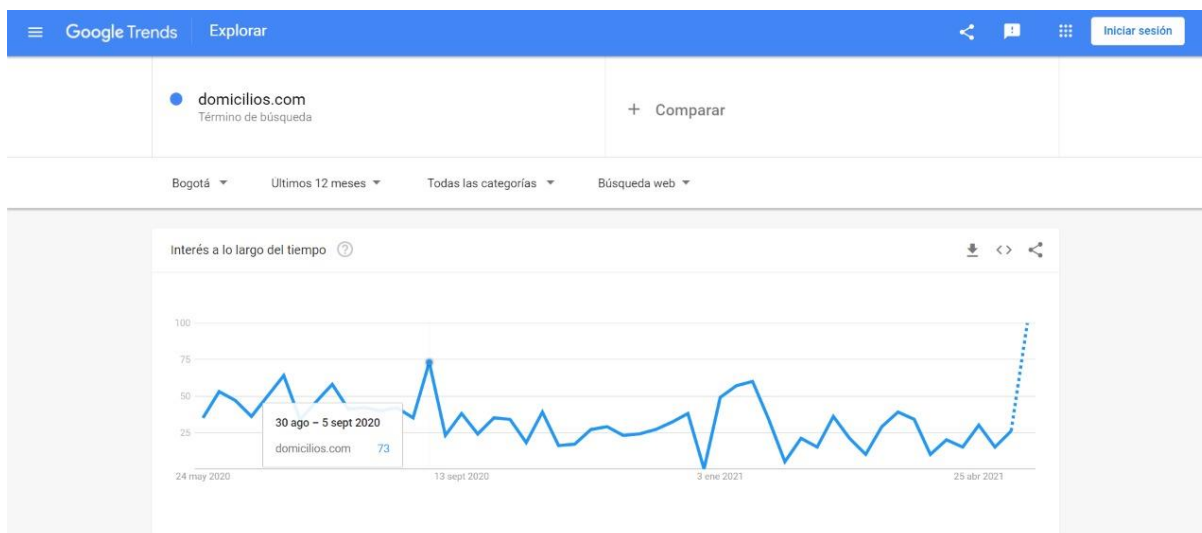 Google Trends Explorar Iniciar sesión
domicilios.com
Término de búsqueda
+ Comparar
Bogotá Últimos 12 meses Todas las categorías Búsqueda web
Interés a lo largo del tiempo ?
100
75
50
25
30 ago – 5 sept 2020
domicilios.com 73
24 may 2020 13 sept 2020 3 ene 2021 25 abr 2021